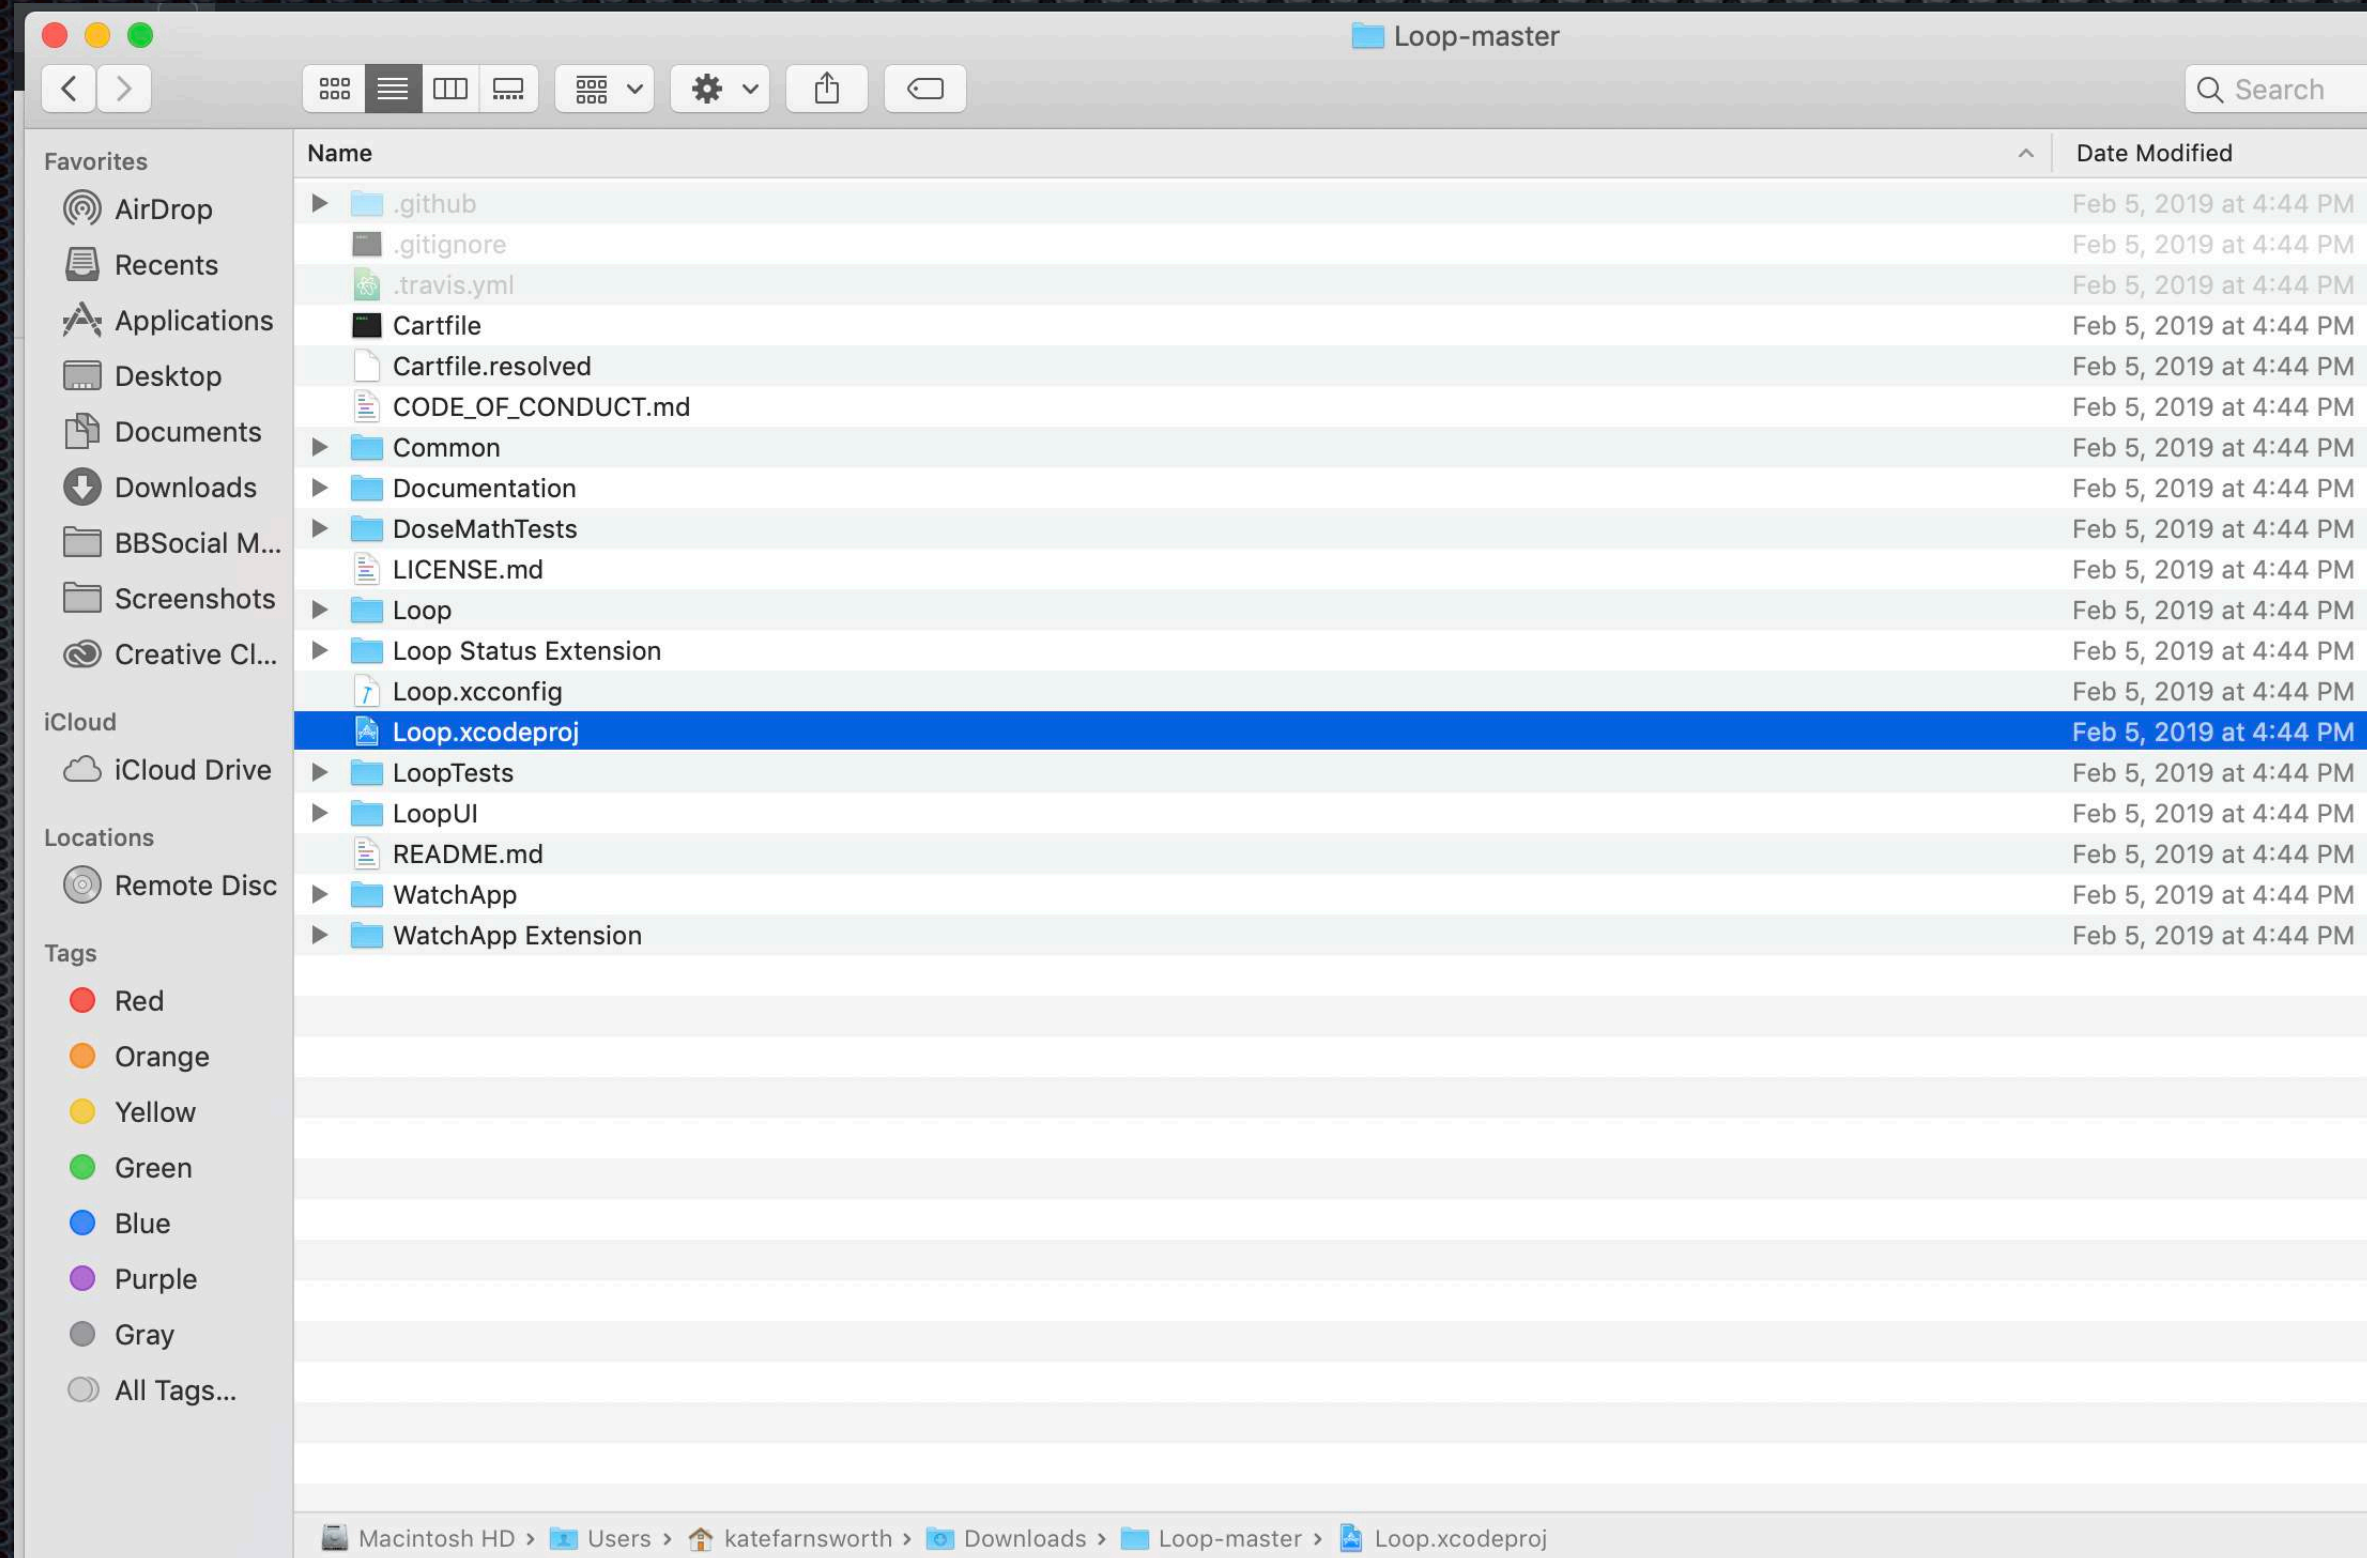 Loop-master
Search
Favorites
AirDrop
Recents
Applications
Desktop
Documents
Downloads
BBSocial M...
Screenshots
Creative Cl...
iCloud
iCloud Drive
Locations
Remote Disc
Tags
Red
Orange
Yellow
Green
Blue
Purple
Gray
All Tags...
Name Date Modified
.github Feb 5, 2019 at 4:44 PM
.gitignore Feb 5, 2019 at 4:44 PM
.travis.yml Feb 5, 2019 at 4:44 PM
Cartfile Feb 5, 2019 at 4:44 PM
Cartfile.resolved Feb 5, 2019 at 4:44 PM
CODE_OF_CONDUCT.md Feb 5, 2019 at 4:44 PM
Common Feb 5, 2019 at 4:44 PM
Documentation Feb 5, 2019 at 4:44 PM
DoseMathTests Feb 5, 2019 at 4:44 PM
LICENSE.md Feb 5, 2019 at 4:44 PM
Loop Feb 5, 2019 at 4:44 PM
Loop Status Extension Feb 5, 2019 at 4:44 PM
Loop.xcconfig Feb 5, 2019 at 4:44 PM
Loop.xcodeproj Feb 5, 2019 at 4:44 PM
LoopTests Feb 5, 2019 at 4:44 PM
LoopUI Feb 5, 2019 at 4:44 PM
README.md Feb 5, 2019 at 4:44 PM
WatchApp Feb 5, 2019 at 4:44 PM
WatchApp Extension Feb 5, 2019 at 4:44 PM
Macintosh HD › Users › katefarnsworth › Downloads › Loop-master › Loop.xcodeproj